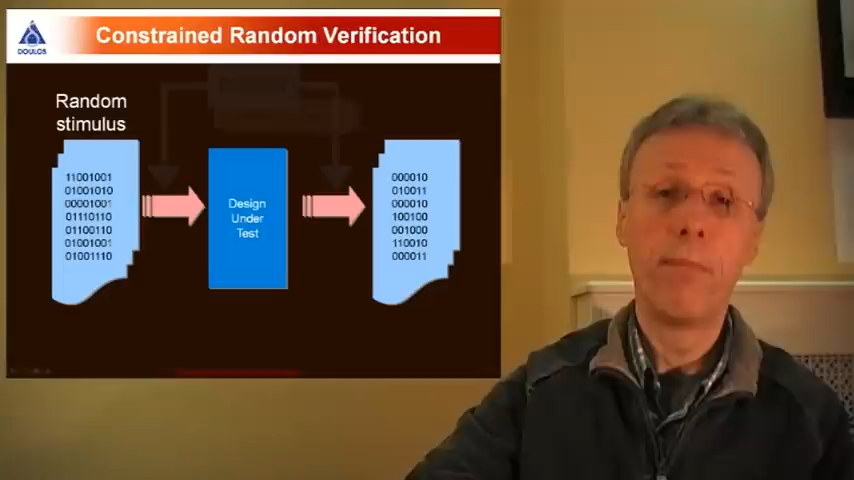 Constrained Random Verification
DOULOS
Random
stimulus
11001001
01001010
00001001
01110110
01100110
01001001
01001110
Design
Under
Test
000010
010011
000010
100100
001000
110010
000011